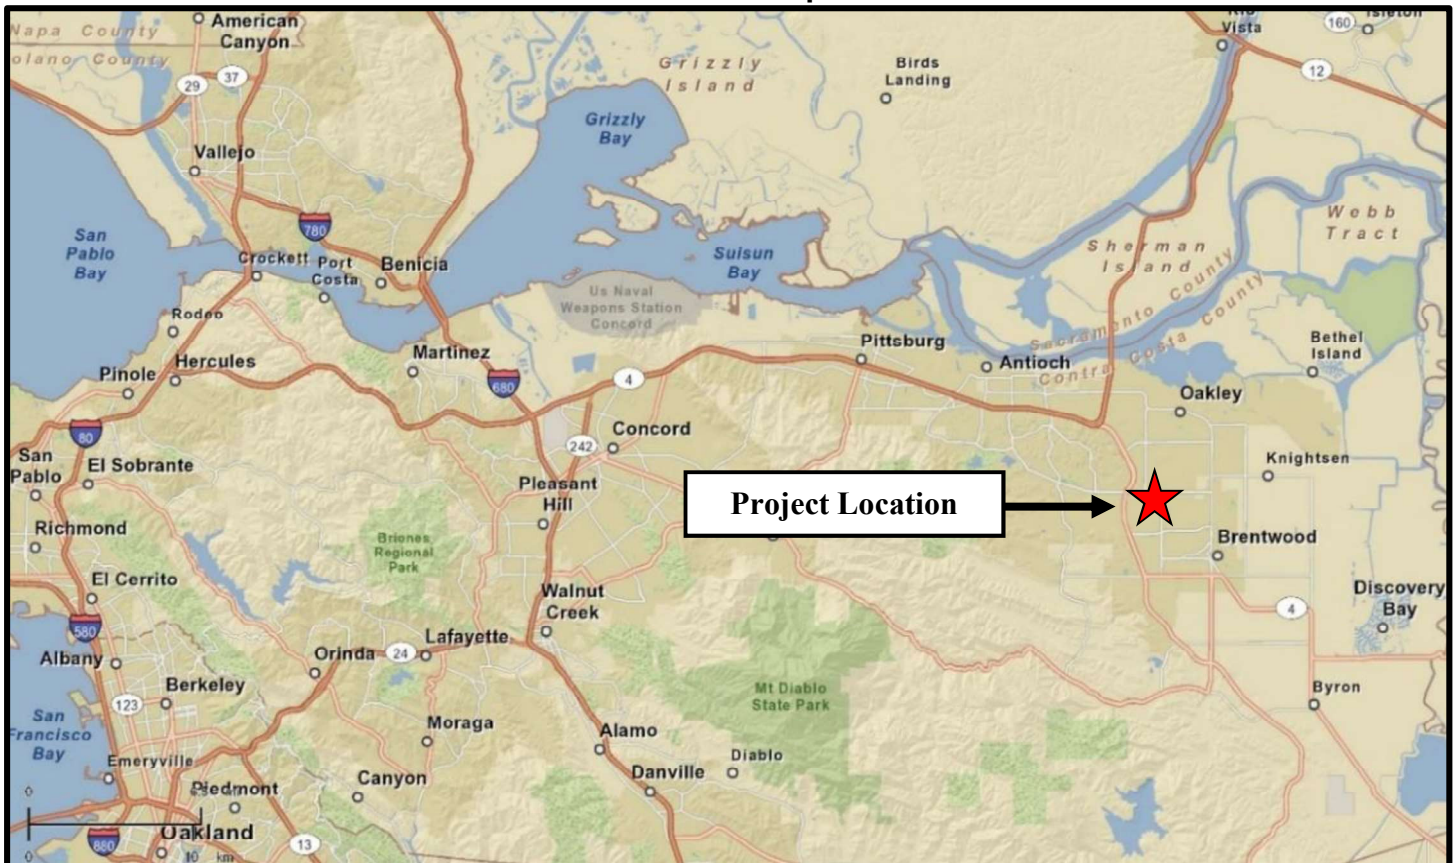 Napa County
American
Canyon
29
37
Vallejo
780
San
Pablo
Bay
Crockett
Port
Costa
Benicia
Grizzly
Island
Grizzly
Bay
Birds
Landing
Vista
160
12
Webb
Tract
Suisun
Bay
Sherman
Island
Sacramento County
Contra Costa County
Us Naval
Weapons Station
Concord
Rodeo
Hercules
Pinole
Martinez
680
4
Pittsburg
Antioch
Bethel
Island
Oakley
80
San
Pablo
El Sobrante
242
Concord
Knightsen
Pleasant
Hill
Project Location
Richmond
Briones
Regional
Park
Brentwood
El Cerrito
Walnut
Creek
4
Discovery
Bay
580
Albany
Orinda
24
Lafayette
Berkeley
123
Mt Diablo
State Park
Byron
San
Francisco
Bay
Moraga
Alamo
Emeryville
Diablo
Danville
Canyon
Piedmont
Oakland
880
13
0
10 km